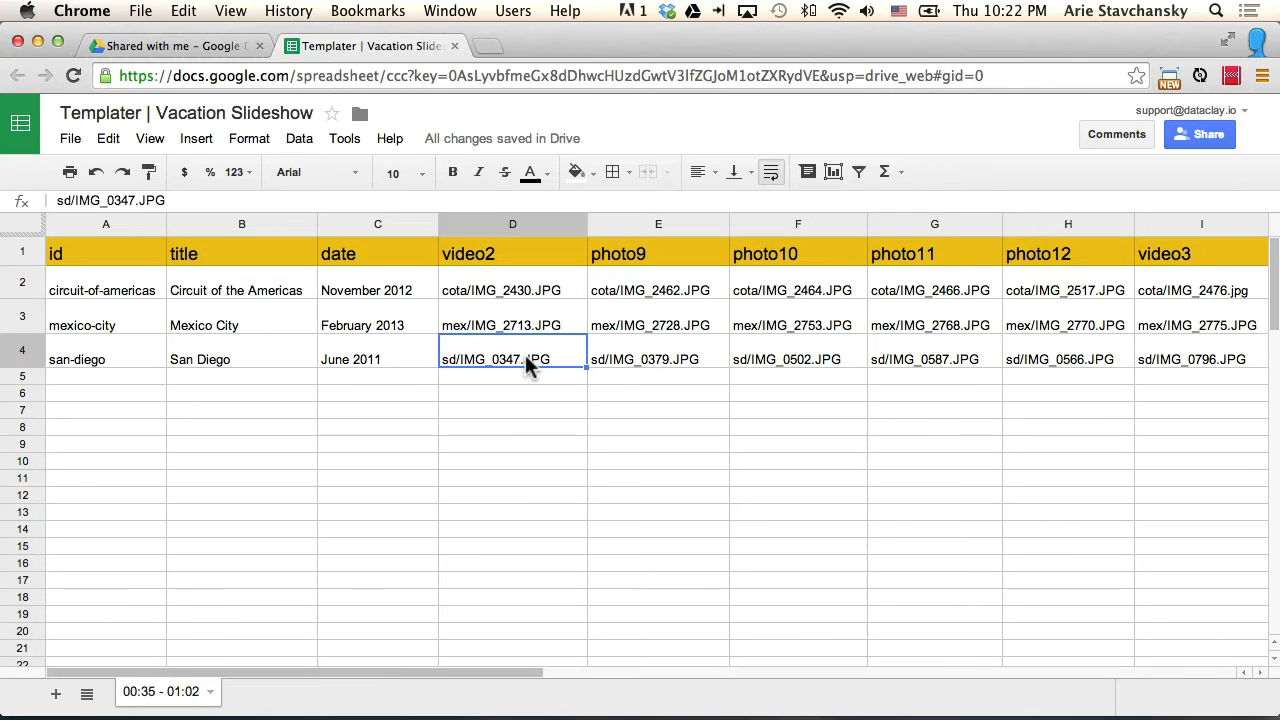 Chrome File Edit View History Bookmarks Window Users Help 1 Thu 10:22 PM Arie Stavchansky
Shared with me – Google D
Templater | Vacation Slide
https://docs.google.com/spreadsheet/ccc?key=0AsLyvbfmeGx8dDhwcHUzdGwtV3lfZGJoM1otZXRydVE&usp=drive_web#gid=0
NEW
Templater | Vacation Slideshow
support@dataclay.io
File Edit View Insert Format Data Tools Help All changes saved in Drive
Comments Share
$ % 123 Arial 10 B I S A Σ
fx sd/IMG_0347.JPG
A B C D E F G H I
1 id title date video2 photo9 photo10 photo11 photo12 video3
2 circuit-of-americas Circuit of the Americas November 2012 cota/IMG_2430.JPG cota/IMG_2462.JPG cota/IMG_2464.JPG cota/IMG_2466.JPG cota/IMG_2517.JPG cota/IMG_2476.jpg
3 mexico-city Mexico City February 2013 mex/IMG_2713.JPG mex/IMG_2728.JPG mex/IMG_2753.JPG mex/IMG_2768.JPG mex/IMG_2770.JPG mex/IMG_2775.JPG
4 san-diego San Diego June 2011 sd/IMG_0347.JPG sd/IMG_0379.JPG sd/IMG_0502.JPG sd/IMG_0587.JPG sd/IMG_0566.JPG sd/IMG_0796.JPG
5
6
7
8
9
10
11
12
13
14
15
16
17
18
19
20
21
22
00:35 - 01:02